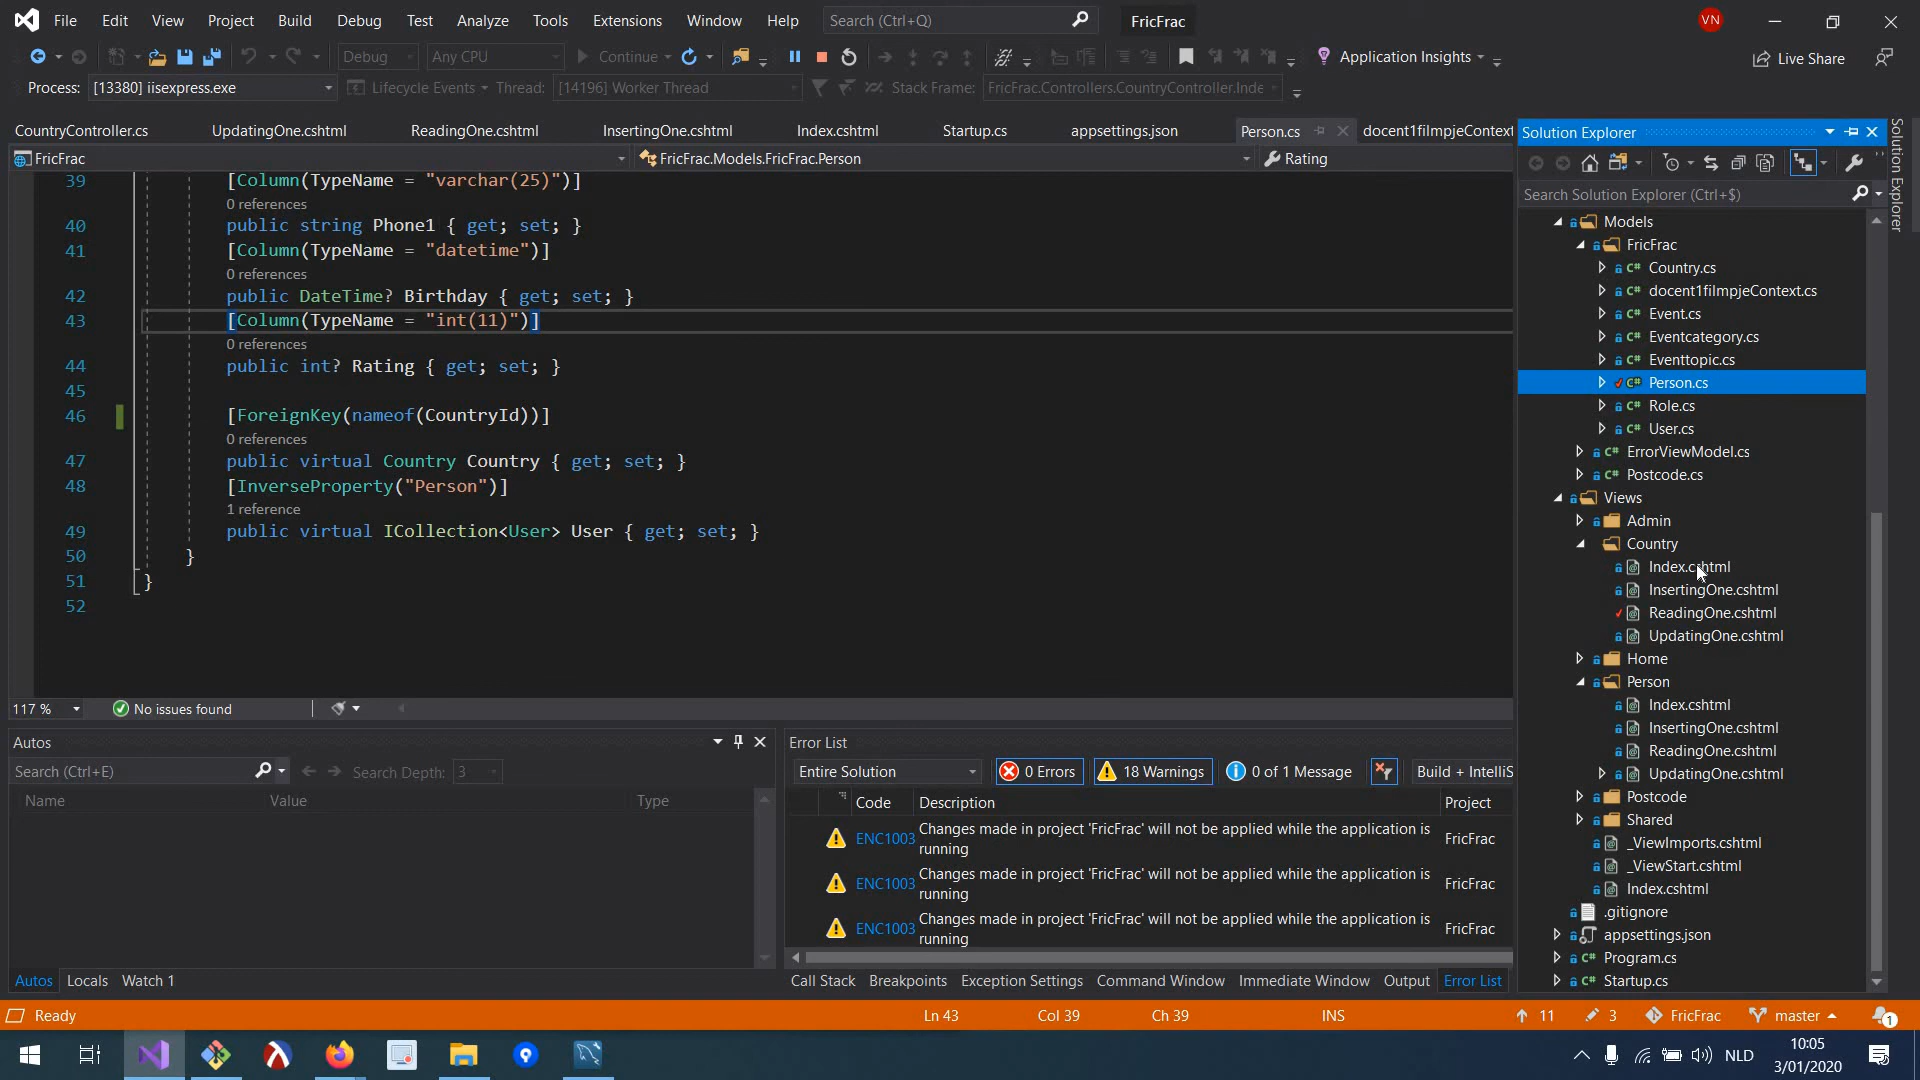 File Edit View Project Build Debug Test Analyze Tools Extensions Window Help Search (Ctrl+Q) FricFrac VN
Debug Any CPU Continue Application Insights Live Share
Process: [13380] iisexpress.exe Lifecycle Events Thread: [14196] Worker Thread Stack Frame: FricFrac.Controllers.CountryController.Inde
CountryController.cs UpdatingOne.cshtml ReadingOne.cshtml InsertingOne.cshtml Index.cshtml Startup.cs appsettings.json Person.cs docent1filmpjeContext
FricFrac FricFrac.Models.FricFrac.Person Rating
39 [Column(TypeName = "varchar(25)")]
0 references
40 public string Phone1 { get; set; }
41 [Column(TypeName = "datetime")]
0 references
42 public DateTime? Birthday { get; set; }
43 [Column(TypeName = "int(11)")]
0 references
44 public int? Rating { get; set; }
45
46 [ForeignKey(nameof(CountryId))]
0 references
47 public virtual Country Country { get; set; }
48 [InverseProperty("Person")]
1 reference
49 public virtual ICollection<User> User { get; set; }
50 }
51 }
52
117 % No issues found
Autos
Search (Ctrl+E) Search Depth: 3
Name Value Type
Autos Locals Watch 1
Error List
Entire Solution 0 Errors 18 Warnings 0 of 1 Message Build + IntelliS
Code Description Project
ENC1003 Changes made in project 'FricFrac' will not be applied while the application is FricFrac
running
ENC1003 Changes made in project 'FricFrac' will not be applied while the application is FricFrac
running
ENC1003 Changes made in project 'FricFrac' will not be applied while the application is FricFrac
running
Call Stack Breakpoints Exception Settings Command Window Immediate Window Output Error List
Solution Explorer
Search Solution Explorer (Ctrl+$)
Models
FricFrac
C# Country.cs
C# docent1filmpjeContext.cs
C# Event.cs
C# Eventcategory.cs
C# Eventtopic.cs
C# Person.cs
C# Role.cs
C# User.cs
C# ErrorViewModel.cs
C# Postcode.cs
Views
Admin
Country
Index.cshtml
InsertingOne.cshtml
ReadingOne.cshtml
UpdatingOne.cshtml
Home
Person
Index.cshtml
InsertingOne.cshtml
ReadingOne.cshtml
UpdatingOne.cshtml
Postcode
Shared
_ViewImports.cshtml
_ViewStart.cshtml
Index.cshtml
.gitignore
appsettings.json
C# Program.cs
C# Startup.cs
Solution Explorer
Ready Ln 43 Col 39 Ch 39 INS 11 3 FricFrac master 1
NLD 10:05
3/01/2020